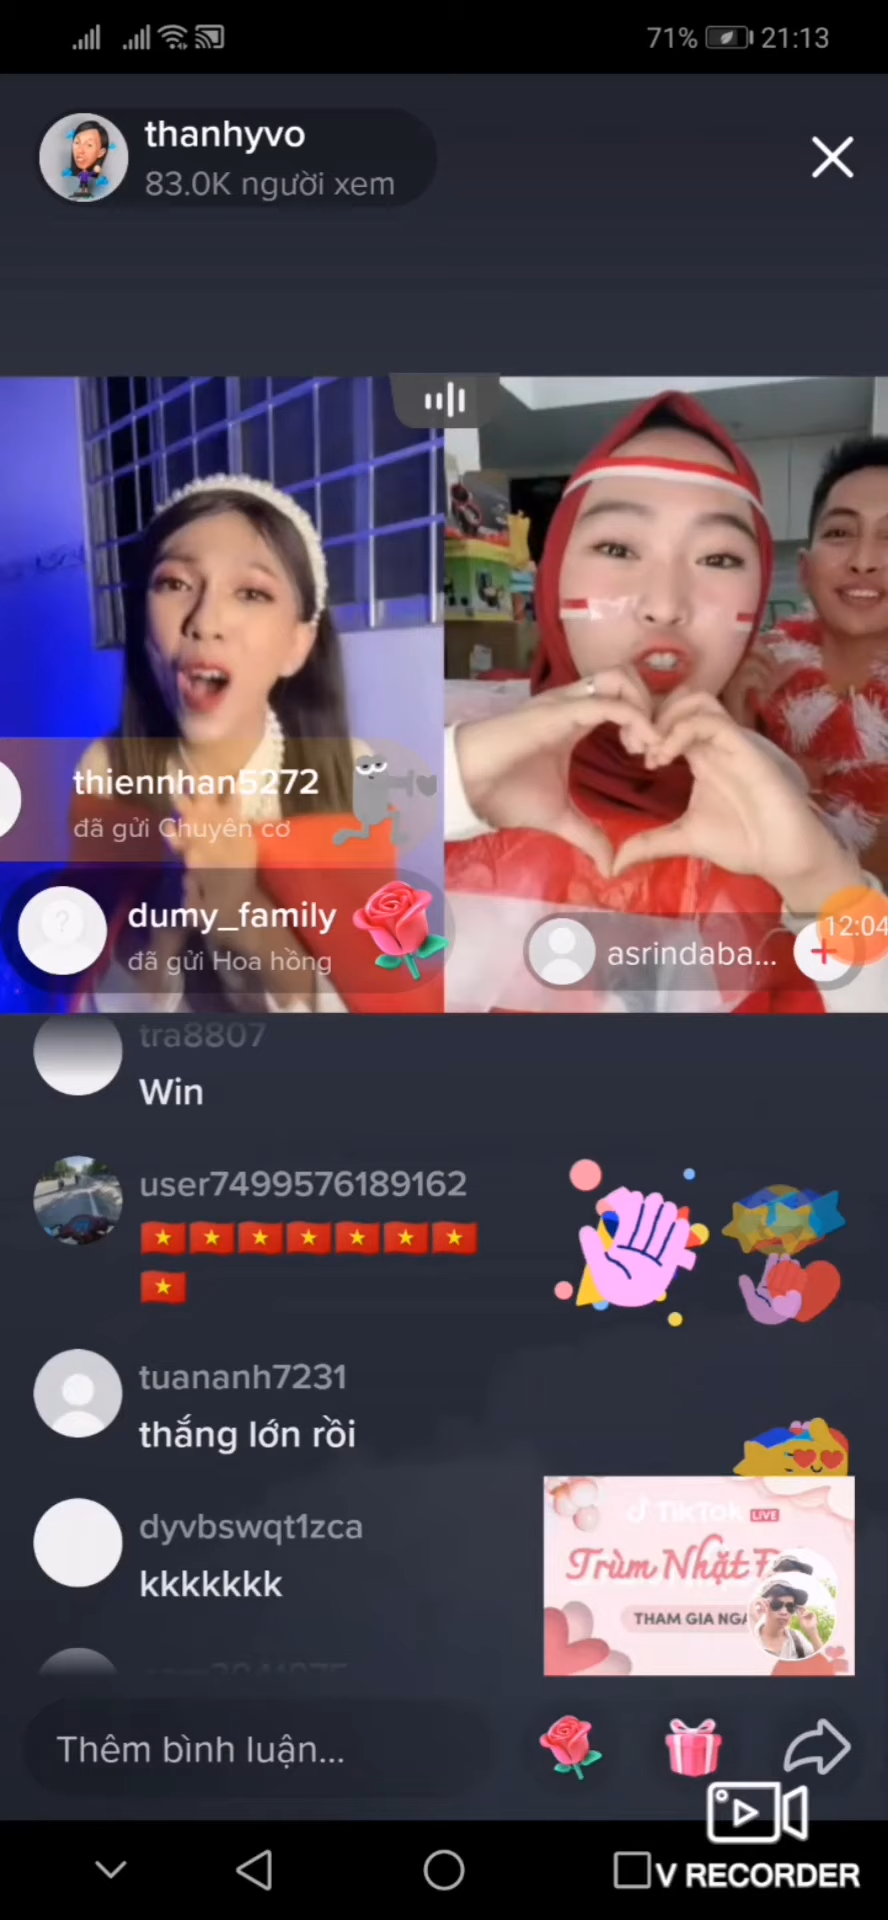 71% 21:13
thanhyvo
83.0K người xem
thiennhan5272
đã gửi Chuyên cơ
dumy_family
đã gửi Hoa hồng
asrindaba...
12:04
tra8807
Win
user7499576189162
🇻🇳🇻🇳🇻🇳🇻🇳🇻🇳🇻🇳🇻🇳
🇻🇳
tuananh7231
thắng lớn rồi
dyvbswqt1zca
kkkkkkk
TikTok LIVE
Trùm Nhặt
THAM GIA
Thêm bình luận...
V RECORDER